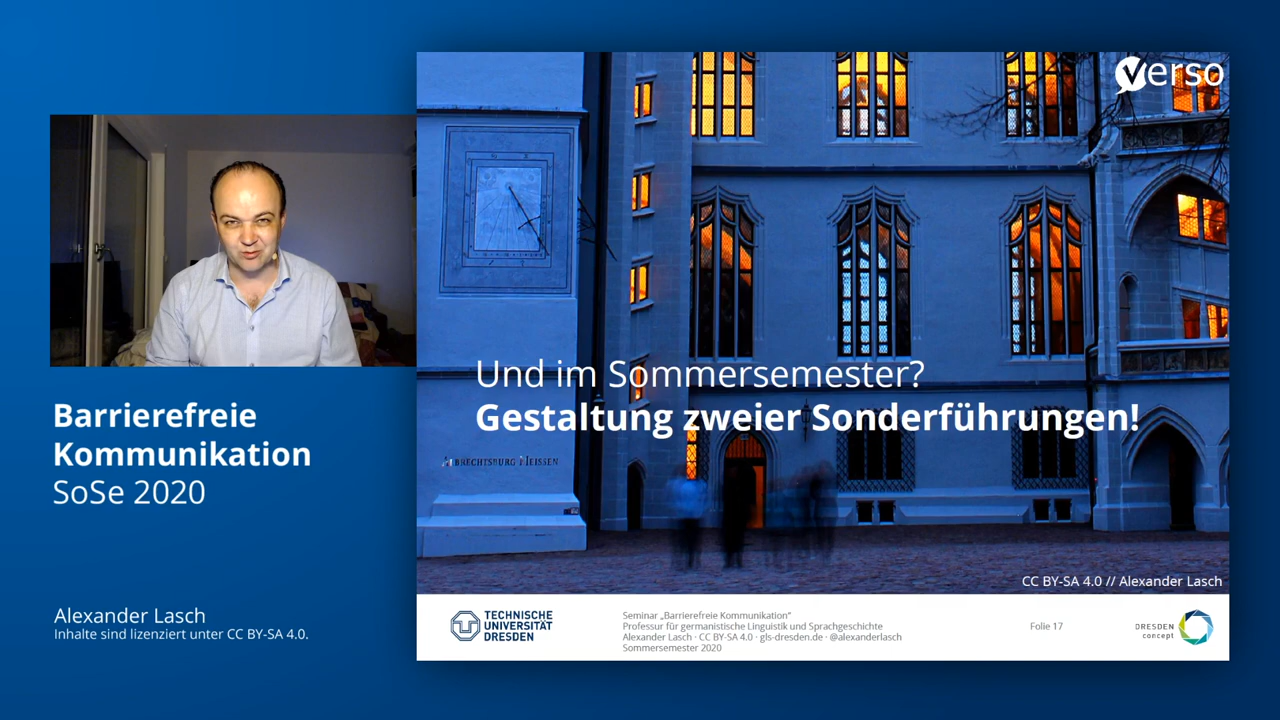 verso
Und im Sommersemester?
Gestaltung zweier Sonderführungen!
ALBRECHTSBURG MEISSEN
CC BY-SA 4.0 // Alexander Lasch
Barrierefreie
Kommunikation
SoSe 2020
Alexander Lasch
Inhalte sind lizenziert unter CC BY-SA 4.0.
TECHNISCHE
UNIVERSITÄT
DRESDEN
Seminar „Barrierefreie Kommunikation“
Professur für germanistische Linguistik und Sprachgeschichte
Alexander Lasch · CC BY-SA 4.0 · gls-dresden.de · @alexanderlasch
Sommersemester 2020
Folie 17
DRESDEN
concept